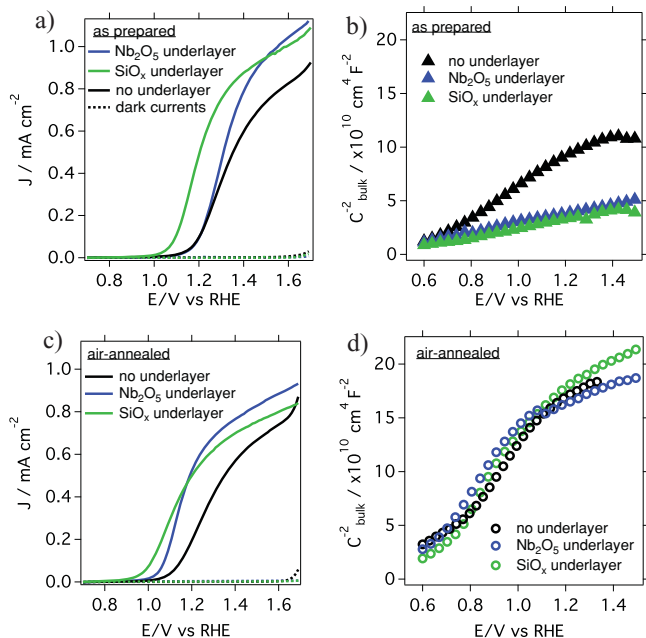 a)
as prepared
Nb₂O₅ underlayer
SiOₓ underlayer
no underlayer
dark currents
J / mA cm⁻²
1.0
0.8
0.6
0.4
0.2
0.0
0.8 1.0 1.2 1.4 1.6
E/V vs RHE
b)
as prepared
no underlayer
Nb₂O₅ underlayer
SiOₓ underlayer
C⁻²bulk / x10¹⁰ cm⁴ F⁻²
20
15
10
5
0
0.6 0.8 1.0 1.2 1.4
E/V vs RHE
c)
air-annealed
no underlayer
Nb₂O₅ underlayer
SiOₓ underlayer
J / mA cm⁻²
1.0
0.8
0.6
0.4
0.2
0.0
0.8 1.0 1.2 1.4 1.6
E/V vs RHE
d)
air-annealed
no underlayer
Nb₂O₅ underlayer
SiOₓ underlayer
C⁻²bulk / x10¹⁰ cm⁴ F⁻²
20
15
10
5
0
0.6 0.8 1.0 1.2 1.4
E/V vs RHE